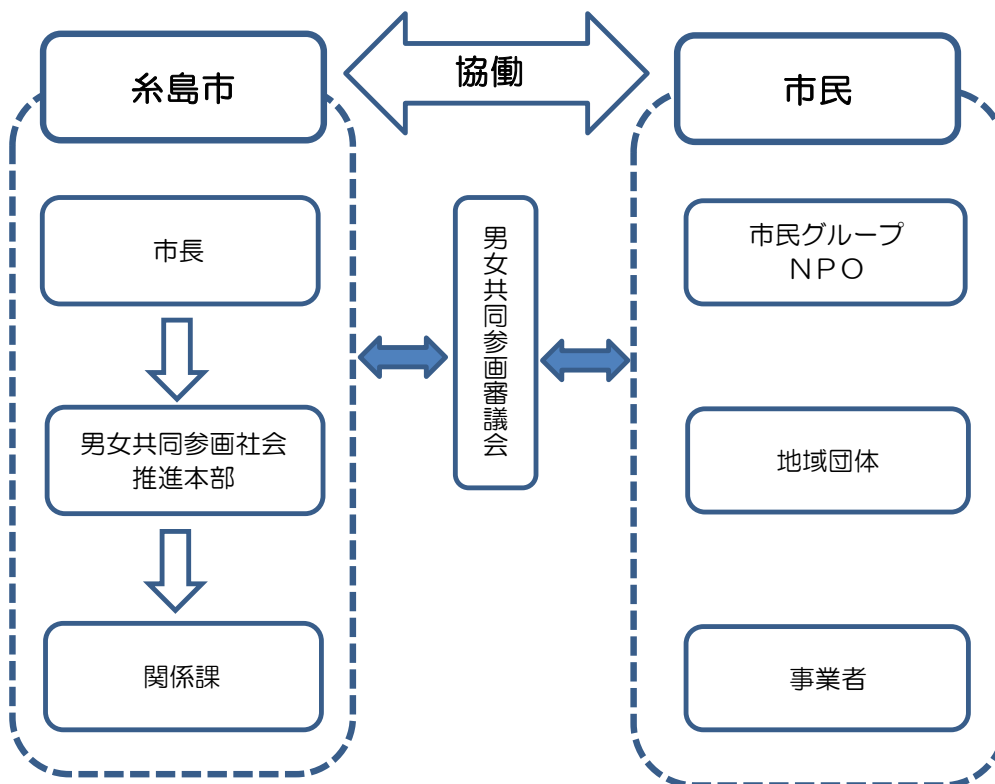 糸島市
協働
市民
市長
男女共同参画社会
推進本部
関係課
男女共同参画審議会
市民グループ
ＮＰＯ
地域団体
事業者